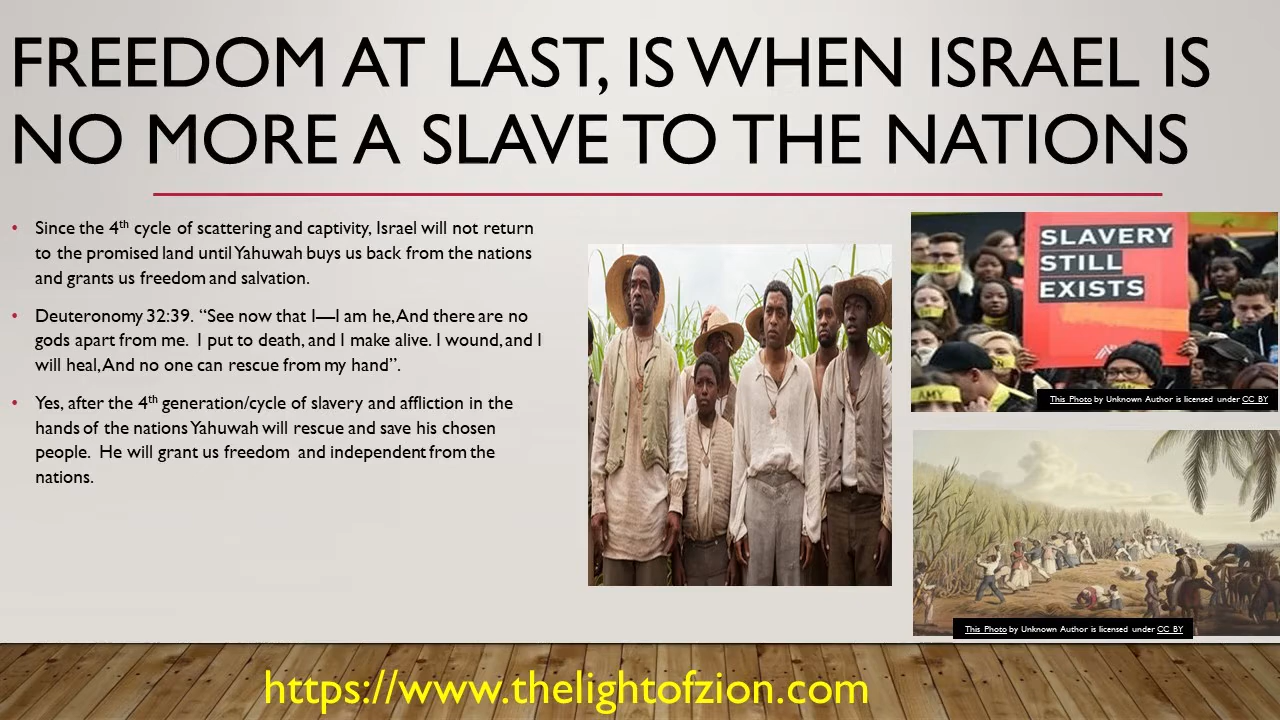 FREEDOM AT LAST, IS WHEN ISRAEL IS
NO MORE A SLAVE TO THE NATIONS
• Since the 4th cycle of scattering and captivity, Israel will not return
to the promised land until Yahuwah buys us back from the nations
and grants us freedom and salvation.
• Deuteronomy 32:39. “See now that I—I am he, And there are no
gods apart from me. I put to death, and I make alive. I wound, and I
will heal, And no one can rescue from my hand”.
• Yes, after the 4th generation/cycle of slavery and affliction in the
hands of the nations Yahuwah will rescue and save his chosen
people. He will grant us freedom and independent from the
nations.
SLAVERY
STILL
EXISTS
AMY
This Photo by Unknown Author is licensed under CC BY
This Photo by Unknown Author is licensed under CC BY
https://www.thelightofzion.com